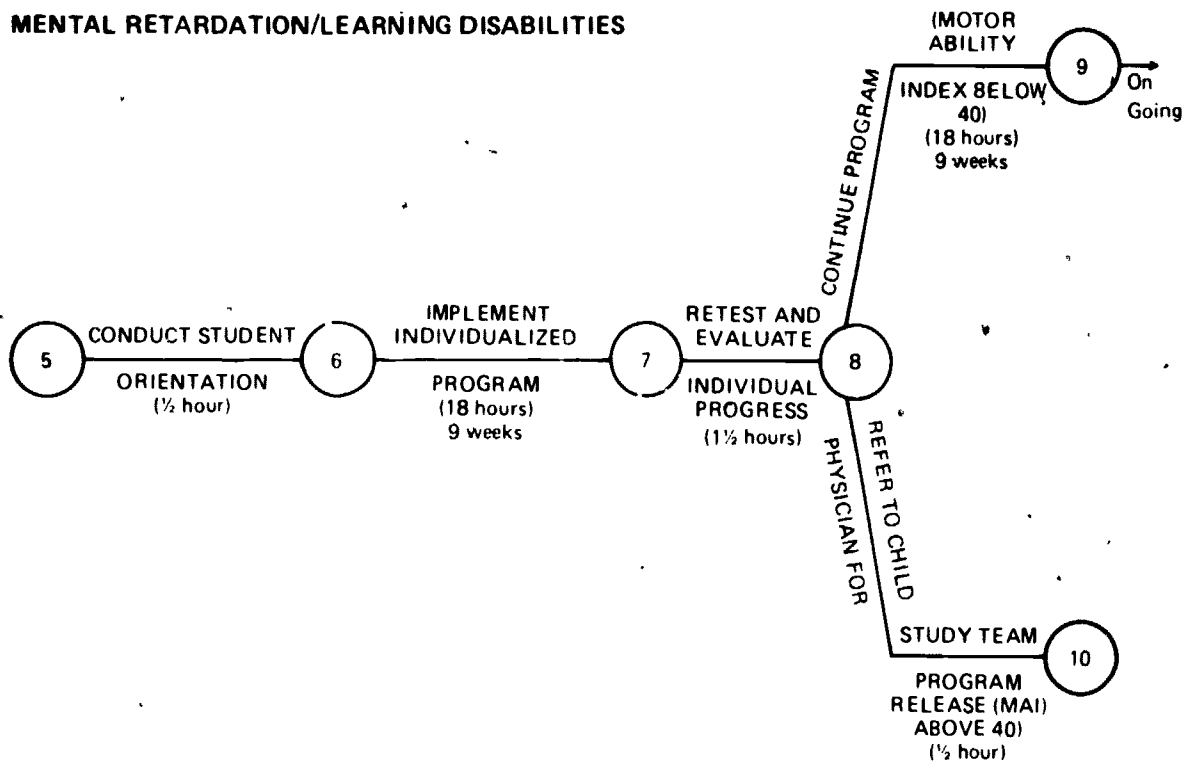 MENTAL RETARDATION/LEARNING DISABILITIES
(MOTOR
ABILITY
9
On
Going
INDEX 8ELOW
40)
(18 hours)
9 weeks
CONTINUE PROGRAM
5
CONDUCT STUDENT
ORIENTATION
(½ hour)
6
IMPLEMENT
INDIVIDUALIZED
PROGRAM
(18 hours)
9 weeks
7
RETEST AND
EVALUATE
INDIVIDUAL
PROGRESS
(1½ hours)
8
REFER TO CHILD
PHYSICIAN FOR
STUDY TEAM
10
PROGRAM
RELEASE (MAI)
ABOVE 40)
(½ hour)